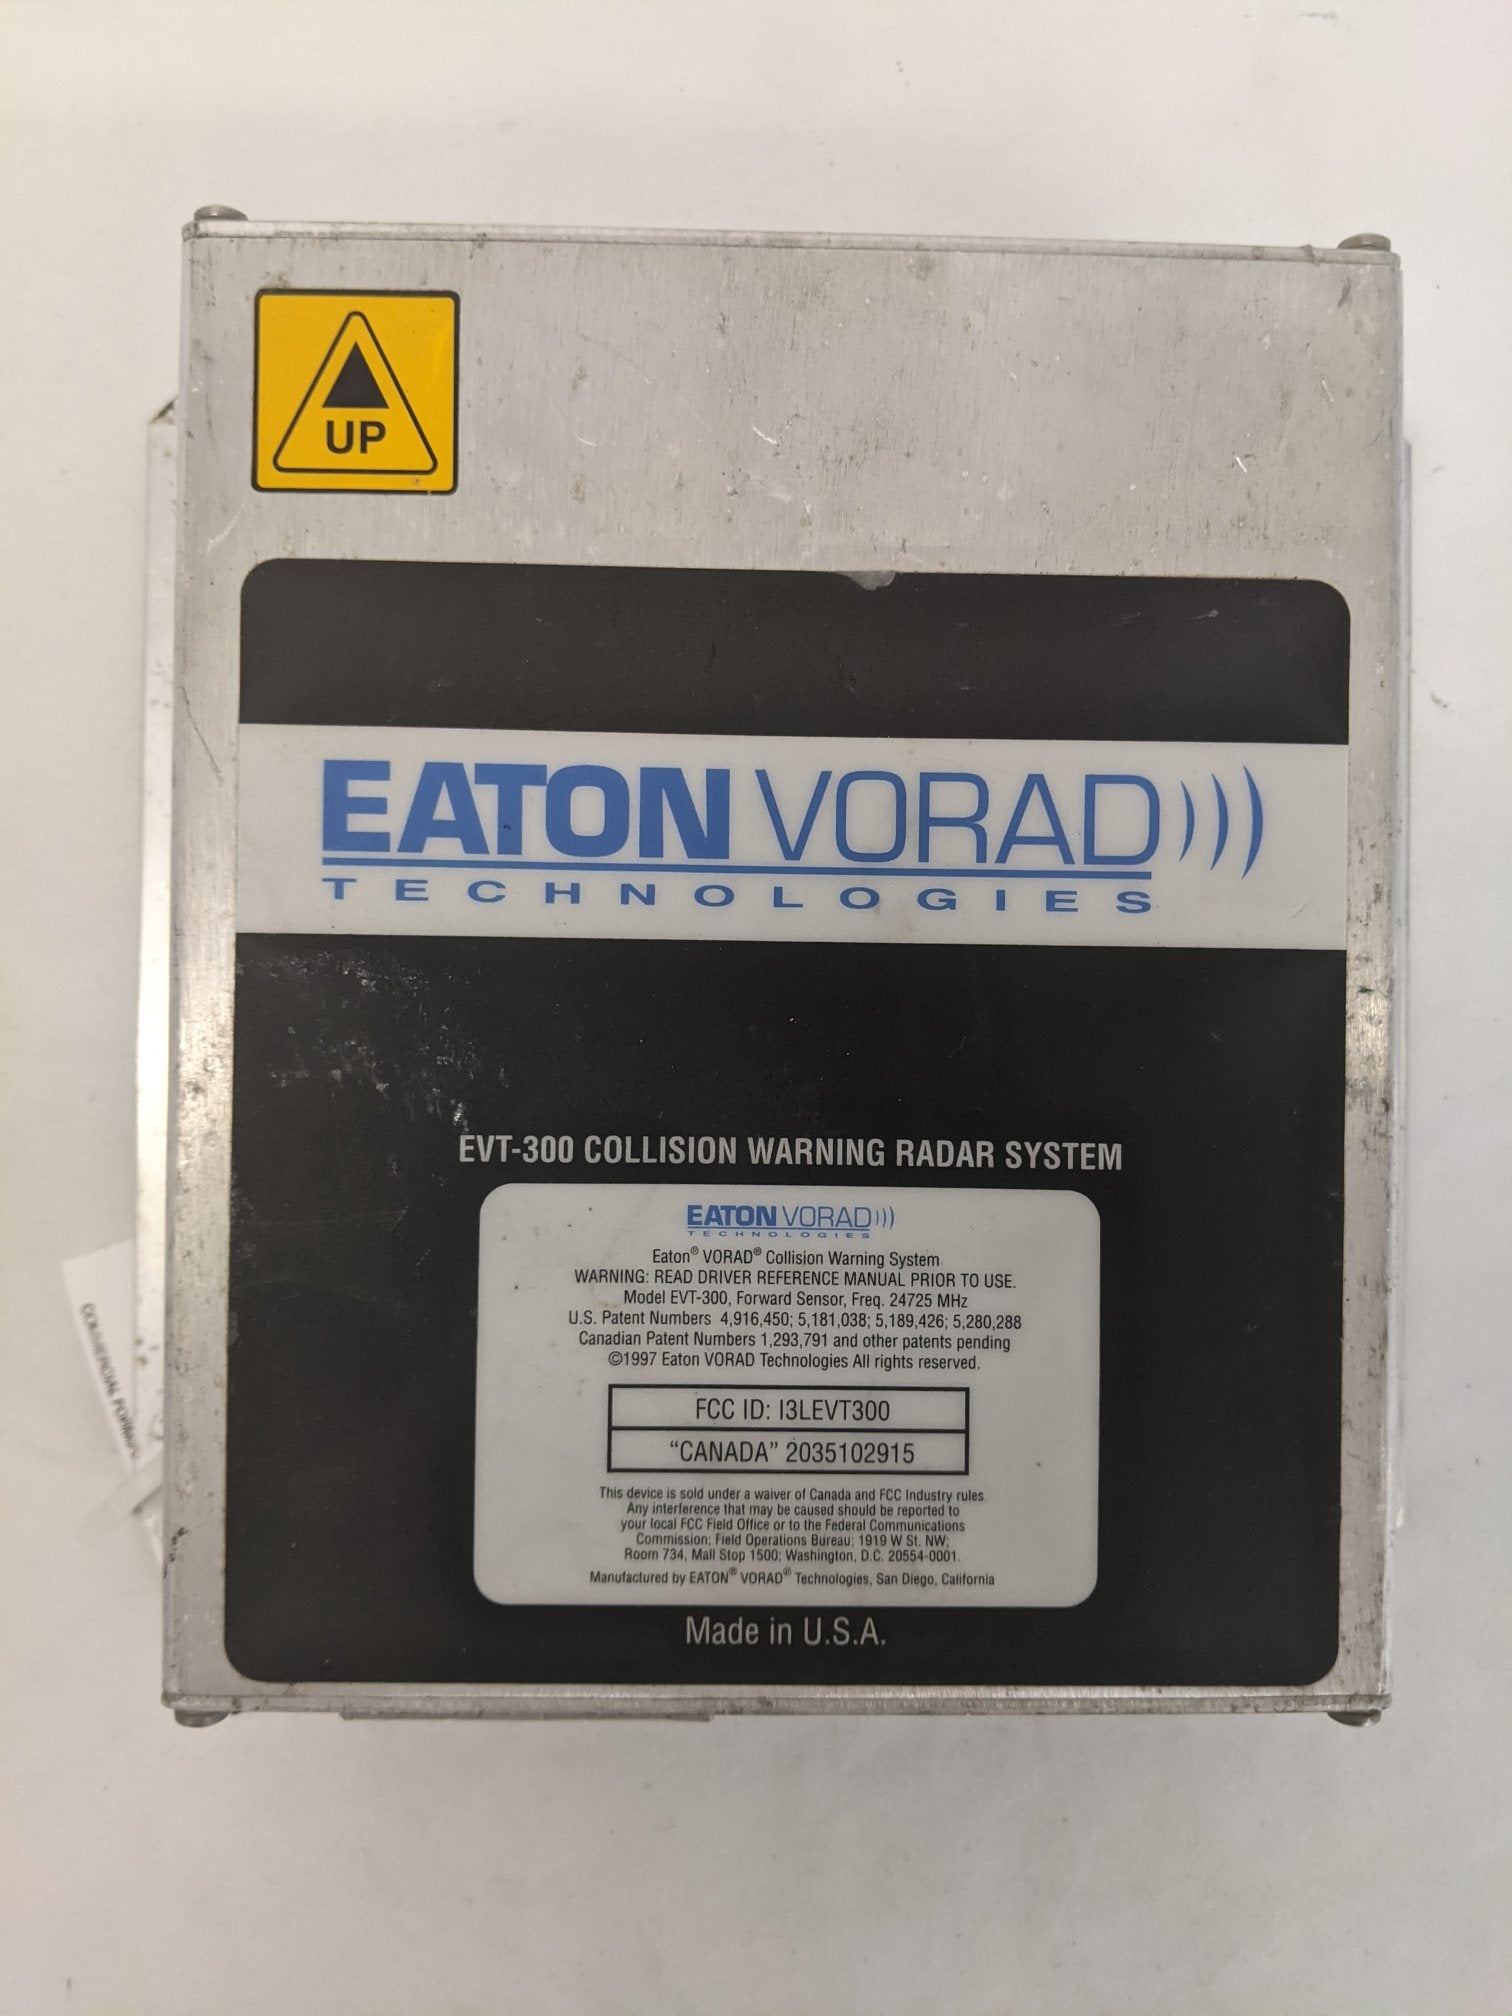 UP
EATON VORAD
TECHNOLOGIES
EVT-300 COLLISION WARNING RADAR SYSTEM
EATON VORAD
TECHNOLOGIES
Eaton® VORAD® Collision Warning System
WARNING: READ DRIVER REFERENCE MANUAL PRIOR TO USE.
Model EVT-300, Forward Sensor, Freq. 24725 MHz
U.S. Patent Numbers 4,916,450; 5,181,038; 5,189,426; 5,280,288
Canadian Patent Numbers 1,293,791 and other patents pending
©1997 Eaton VORAD Technologies All rights reserved.
FCC ID: I3LEVT300
"CANADA" 2035102915
This device is sold under a waiver of Canada and FCC Industry rules.
Any interference that may be caused should be reported to
your local FCC Field Office or to the Federal Communications
Commission; Field Operations Bureau; 1919 W St. NW;
Room 734, Mall Stop 1500; Washington, D.C. 20554-0001.
Manufactured by EATON® VORAD® Technologies, San Diego, California
Made in U.S.A.